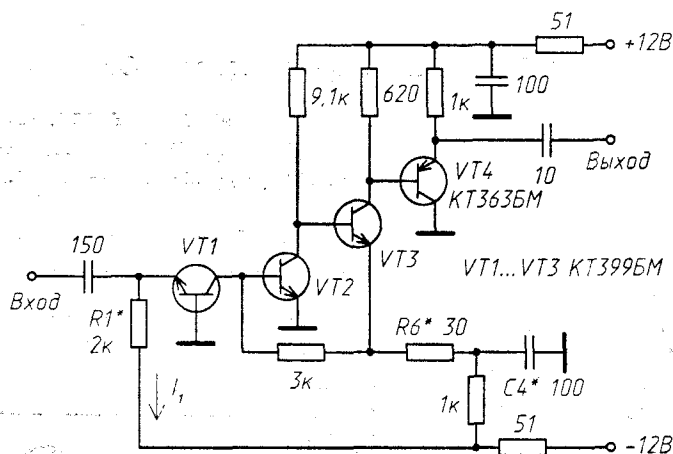 51
+12В
9,1к
620
1к
100
Выход
10
VT4
КТ363БМ
VT3
150
VT1
VT2
VT1...VT3 КТ399БМ
Вход
R1*
2к
R6* 30
3к
C4* 100
I₁
1к
51
-12В